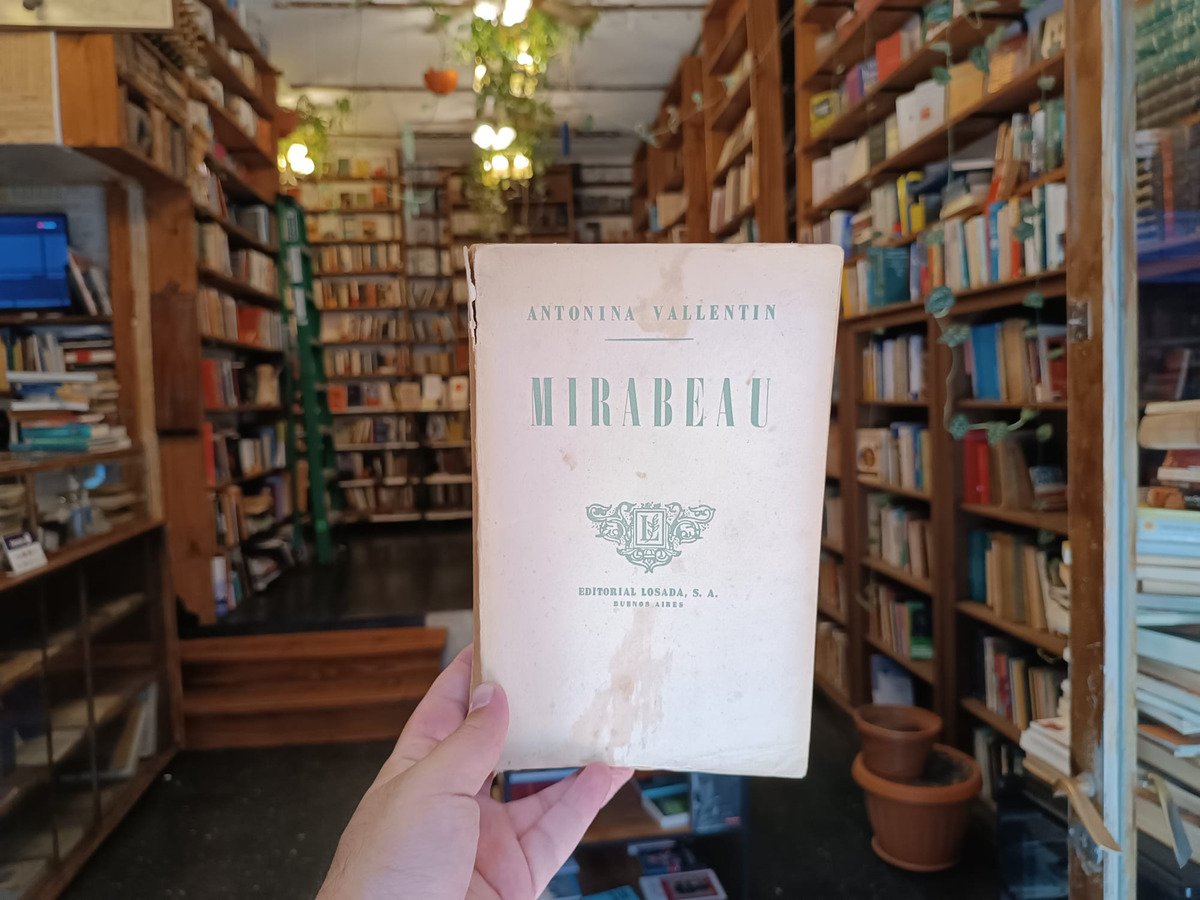 ANTONINA VALLENTIN
MIRABEAU
L
EDITORIAL LOSADA, S. A.
BUENOS AIRES